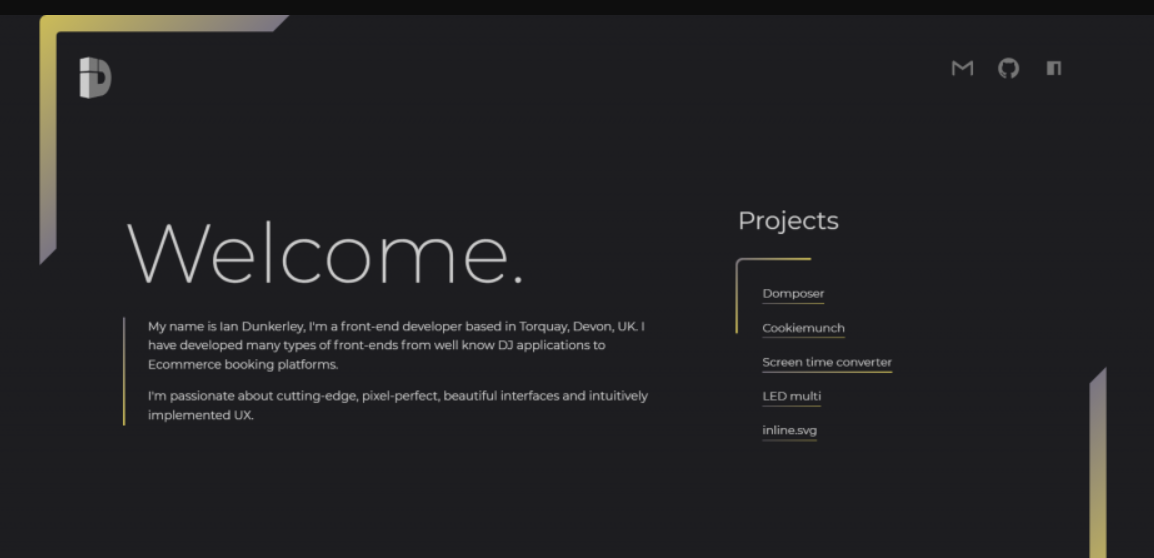 Welcome.
My name is Ian Dunkerley, I'm a front-end developer based in Torquay, Devon, UK. I
have developed many types of front-ends from well know DJ applications to
Ecommerce booking platforms.
I'm passionate about cutting-edge, pixel-perfect, beautiful interfaces and intuitively
implemented UX.
Projects
Domposer
Cookiemunch
Screen time converter
LED multi
inline.svg